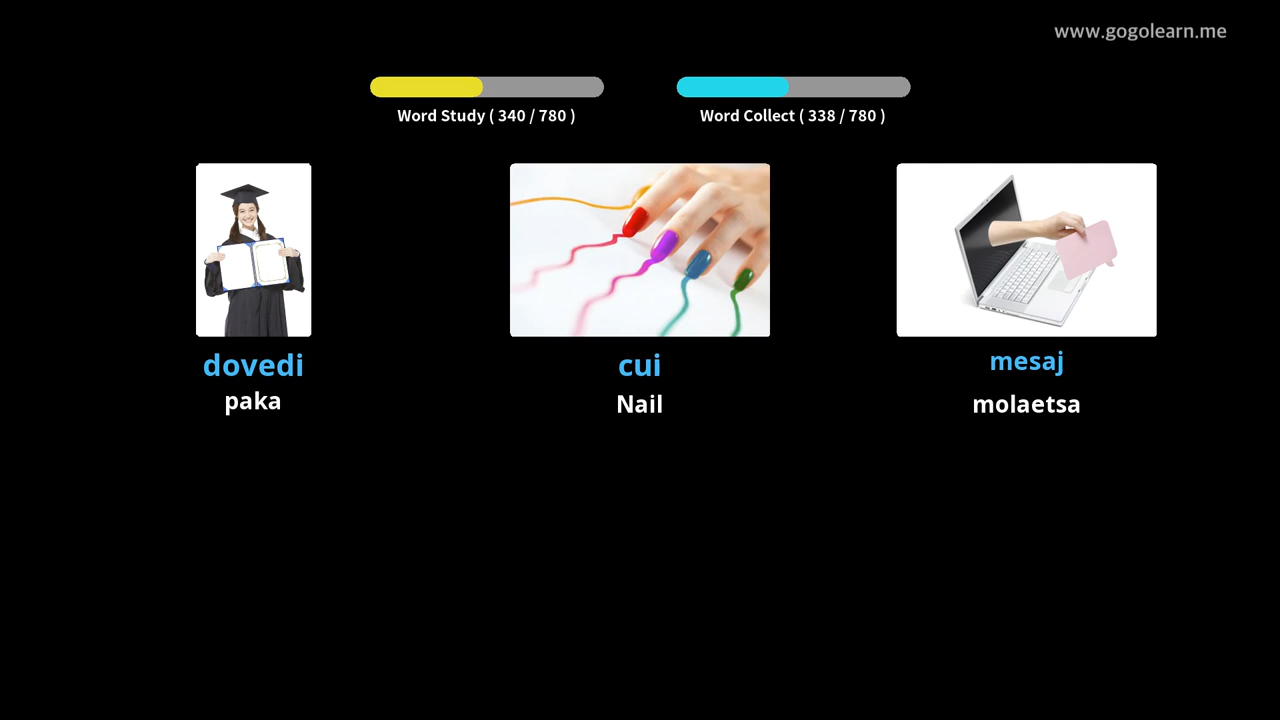 www.gogolearn.me
Word Study ( 340 / 780 )
Word Collect ( 338 / 780 )
dovedi
paka
cui
Nail
mesaj
molaetsa